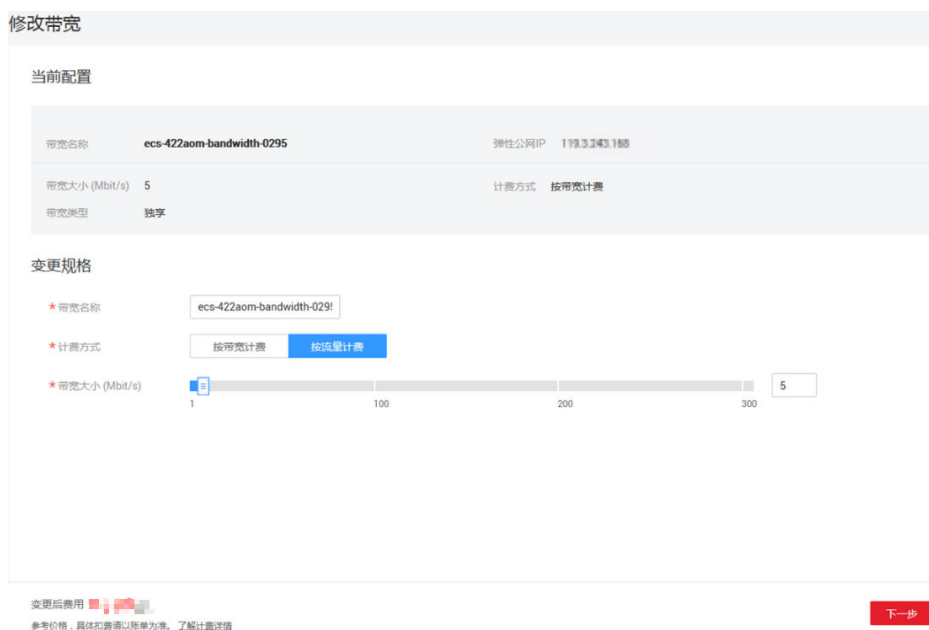 修改带宽
当前配置
带宽名称 ecs-422aom-bandwidth-0295 弹性公网IP
带宽大小 (Mbit/s) 5 计费方式 按带宽计费
带宽类型 独享
变更规格
*带宽名称 ecs-422aom-bandwidth-029
*计费方式 按带宽计费 按流量计费
*带宽大小 (Mbit/s) 5
1 100 200 300
变更后费用
参考价格，具体扣费请以账单为准。 了解计费详情
下一步